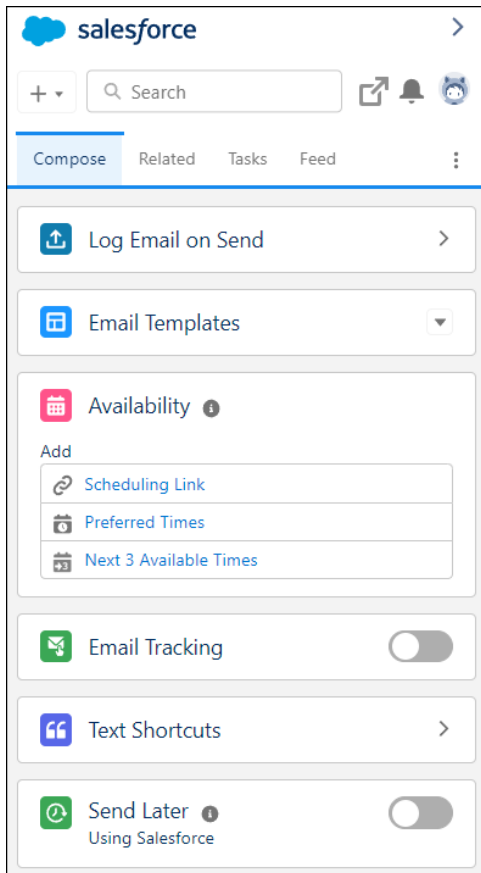 salesforce
Search
Compose Related Tasks Feed
Log Email on Send
Email Templates
Availability
Add
Scheduling Link
Preferred Times
+3 Next 3 Available Times
Email Tracking
Text Shortcuts
Send Later
Using Salesforce